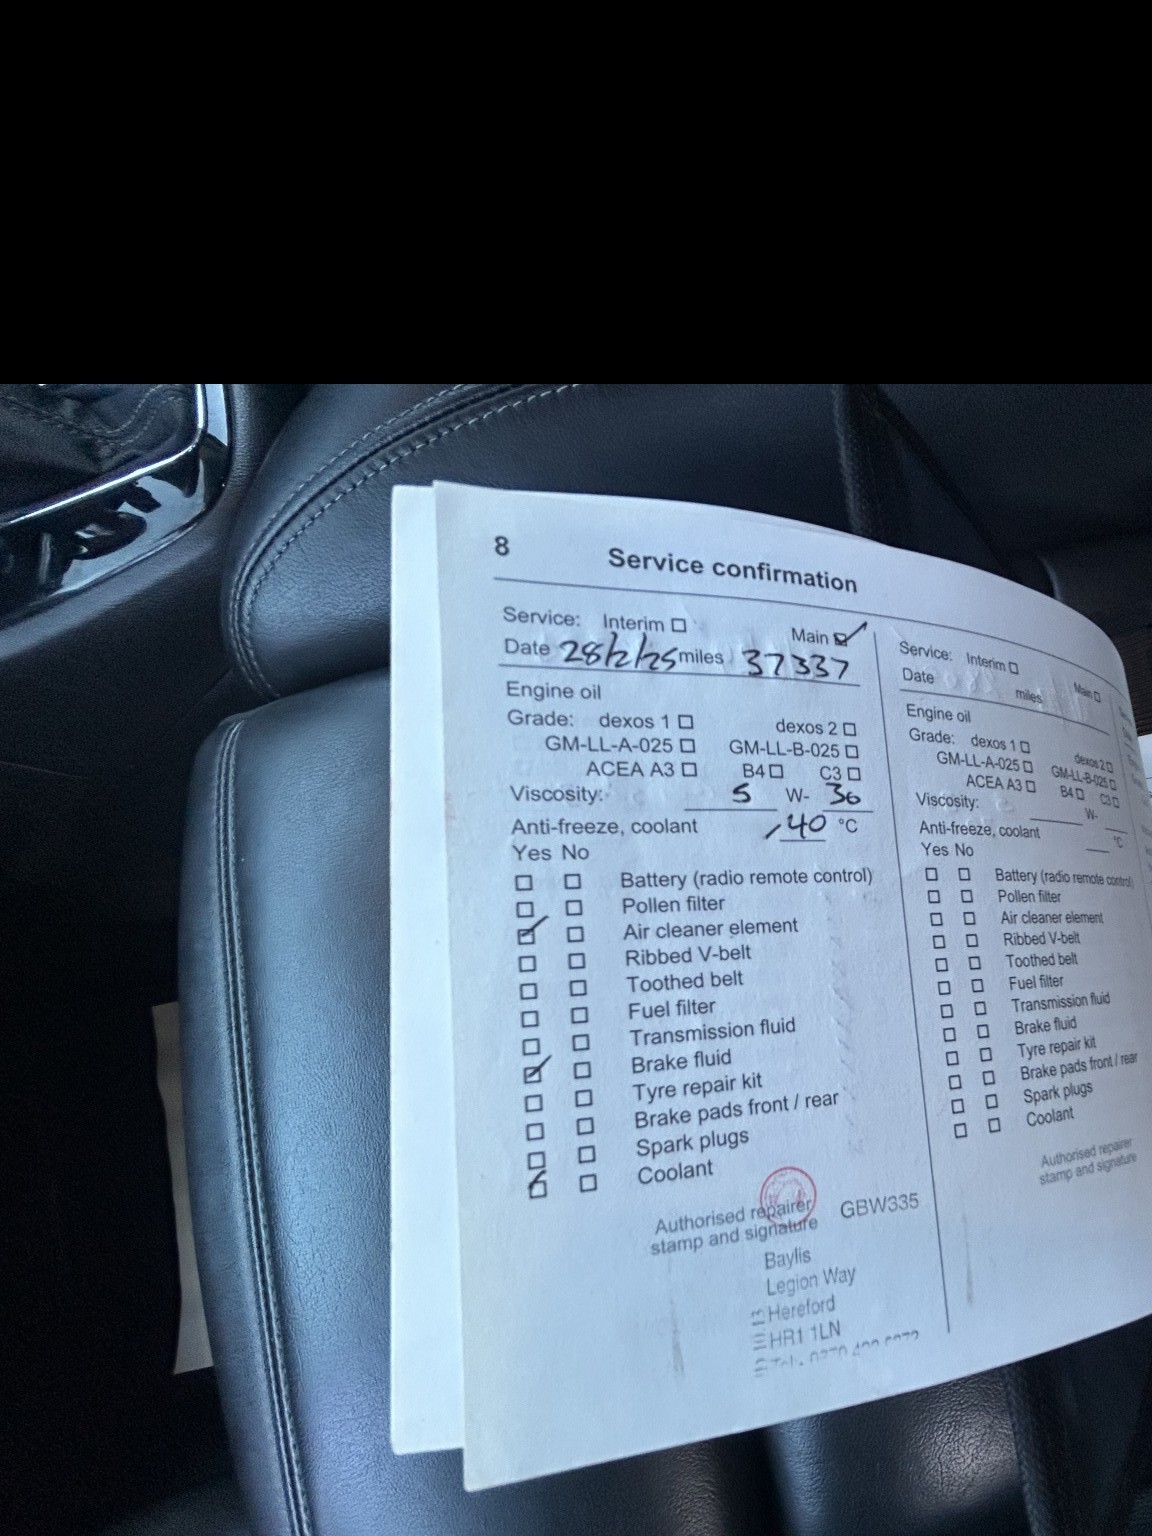 8
Service confirmation
Service: Interim Main
Date 28/2/25 miles 37337
Engine oil
Grade: dexos 1 dexos 2
GM-LL-A-025 GM-LL-B-025
ACEA A3 B4 C3
Viscosity: 5 W- 30
Anti-freeze, coolant -40 °C
Yes No
Battery (radio remote control)
Pollen filter
Air cleaner element
Ribbed V-belt
Toothed belt
Fuel filter
Transmission fluid
Brake fluid
Tyre repair kit
Brake pads front / rear
Spark plugs
Coolant
Authorised repairer
stamp and signature
GBW335
Baylis
Legion Way
Hereford
HR1 1LN
Service: Interim Main
Date miles
Engine oil
Grade: dexos 1 dexos 2
GM-LL-A-025 GM-LL-B-025
ACEA A3 B4 C3
Viscosity: W-
Anti-freeze, coolant °C
Yes No
Battery (radio remote control)
Pollen filter
Air cleaner element
Ribbed V-belt
Toothed belt
Fuel filter
Transmission fluid
Brake fluid
Tyre repair kit
Brake pads front / rear
Spark plugs
Coolant
Authorised repairer
stamp and signature